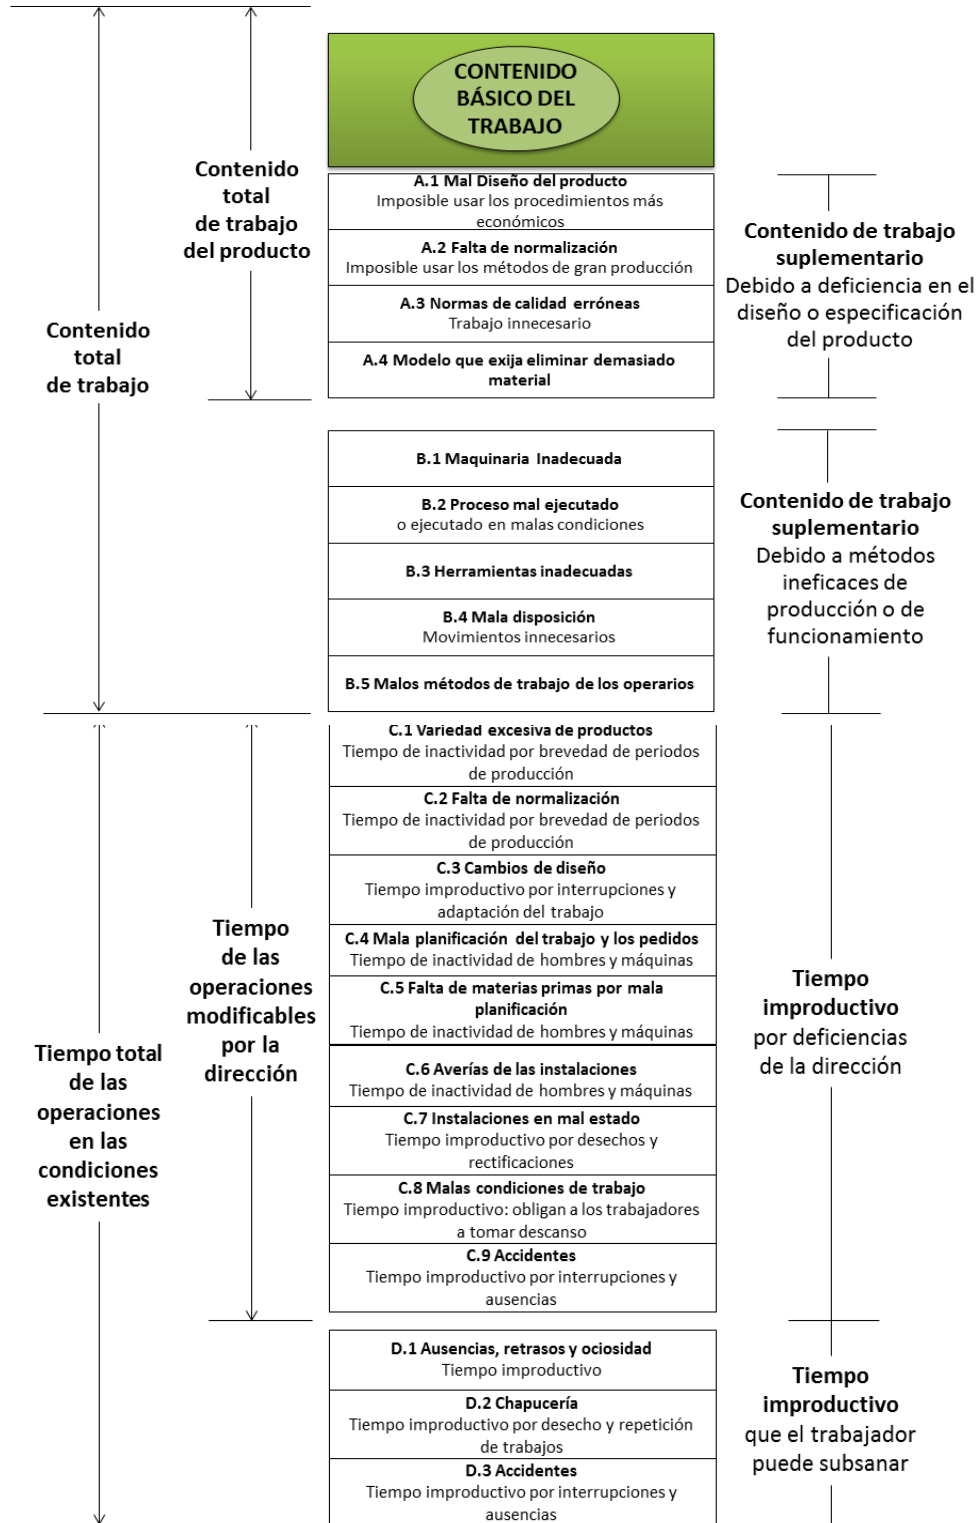 CONTENIDO
BÁSICO DEL
TRABAJO
Contenido
total
de trabajo
del producto
A.1 Mal Diseño del producto
Imposible usar los procedimientos más
económicos
A.2 Falta de normalización
Imposible usar los métodos de gran producción
A.3 Normas de calidad erróneas
Trabajo innecesario
A.4 Modelo que exija eliminar demasiado
material
Contenido de trabajo
suplementario
Debido a deficiencia en el
diseño o especificación
del producto
Contenido
total
de trabajo
B.1 Maquinaria Inadecuada
B.2 Proceso mal ejecutado
o ejecutado en malas condiciones
B.3 Herramientas inadecuadas
B.4 Mala disposición
Movimientos innecesarios
B.5 Malos métodos de trabajo de los operarios
Contenido de trabajo
suplementario
Debido a métodos
ineficaces de
producción o de
funcionamiento
C.1 Variedad excesiva de productos
Tiempo de inactividad por brevedad de periodos
de producción
C.2 Falta de normalización
Tiempo de inactividad por brevedad de periodos
de producción
C.3 Cambios de diseño
Tiempo improductivo por interrupciones y
adaptación del trabajo
C.4 Mala planificación del trabajo y los pedidos
Tiempo de inactividad de hombres y máquinas
C.5 Falta de materias primas por mala
planificación
Tiempo de inactividad de hombres y máquinas
C.6 Averías de las instalaciones
Tiempo de inactividad de hombres y máquinas
C.7 Instalaciones en mal estado
Tiempo improductivo por desechos y
rectificaciones
C.8 Malas condiciones de trabajo
Tiempo improductivo: obligan a los trabajadores
a tomar descanso
C.9 Accidentes
Tiempo improductivo por interrupciones y
ausencias
Tiempo
de las
operaciones
modificables
por la
dirección
Tiempo
improductivo
por deficiencias
de la dirección
Tiempo total
de las
operaciones
en las
condiciones
existentes
D.1 Ausencias, retrasos y ociosidad
Tiempo improductivo
D.2 Chapucería
Tiempo improductivo por desecho y repetición
de trabajos
D.3 Accidentes
Tiempo improductivo por interrupciones y
ausencias
Tiempo
improductivo
que el trabajador
puede subsanar